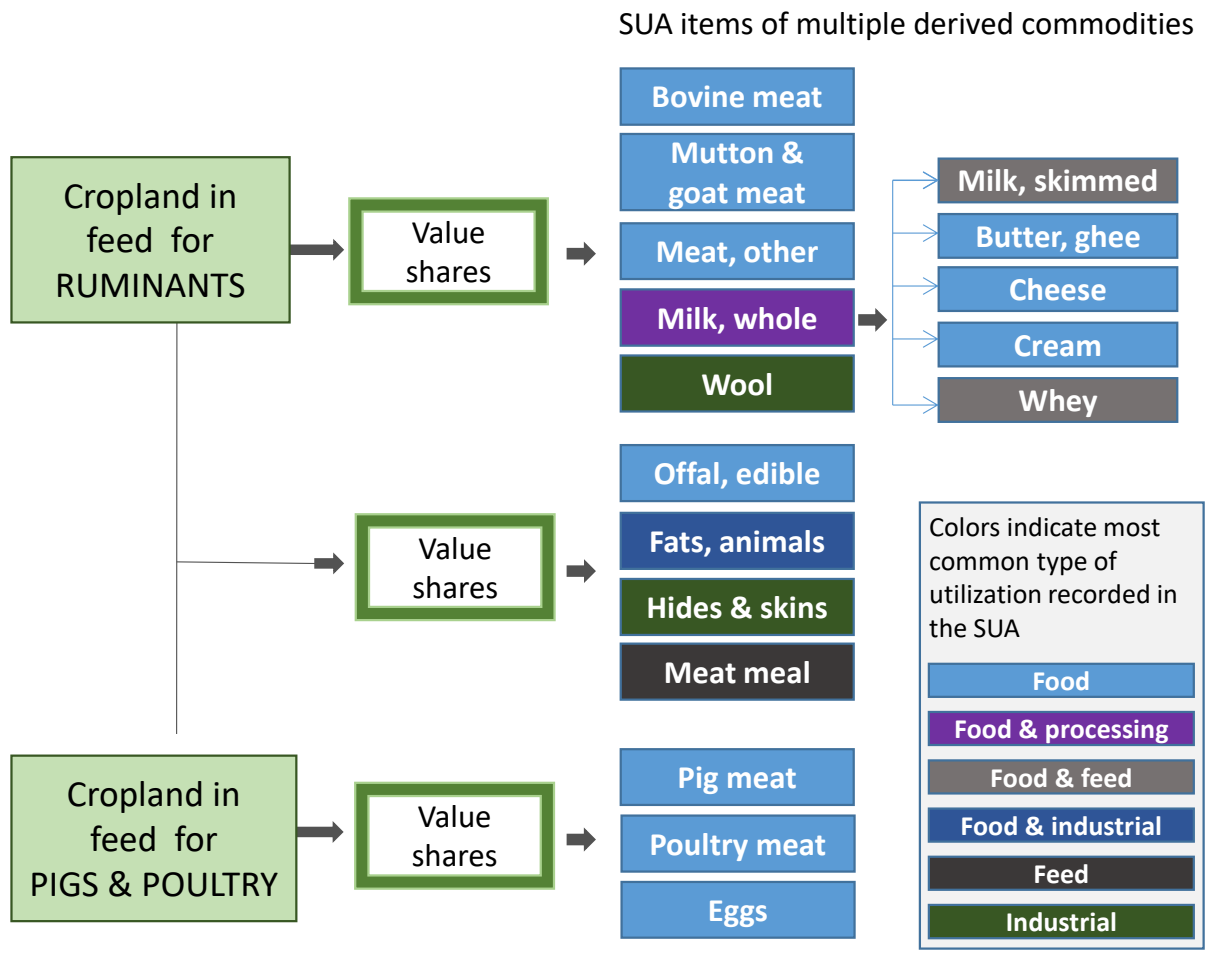 SUA items of multiple derived commodities
Cropland in
feed for
RUMINANTS
Value
shares
Bovine meat
Mutton &
goat meat
Meat, other
Milk, whole
Wool
Milk, skimmed
Butter, ghee
Cheese
Cream
Whey
Value
shares
Offal, edible
Fats, animals
Hides & skins
Meat meal
Cropland in
feed for
PIGS & POULTRY
Value
shares
Pig meat
Poultry meat
Eggs
Colors indicate most
common type of
utilization recorded in
the SUA
Food
Food & processing
Food & feed
Food & industrial
Feed
Industrial